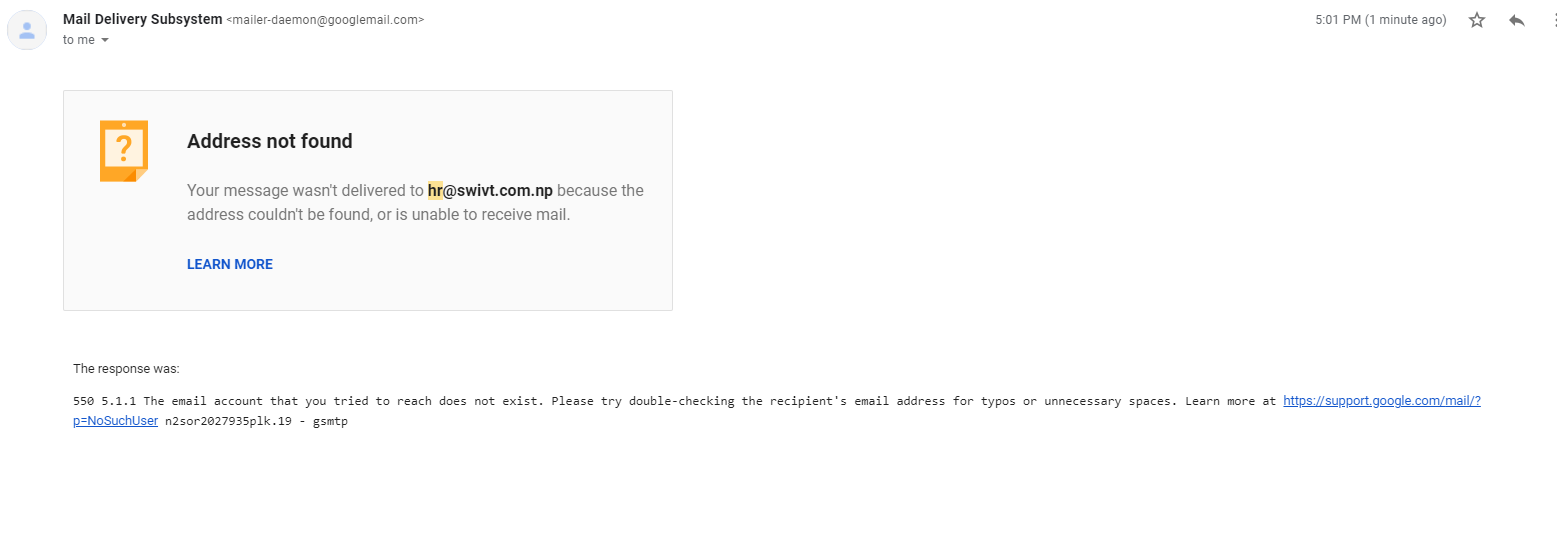 Mail Delivery Subsystem <mailer-daemon@googlemail.com>
5:01 PM (1 minute ago)
to me
?
Address not found
Your message wasn't delivered to hr@swivt.com.np because the
address couldn't be found, or is unable to receive mail.
LEARN MORE
The response was:
550 5.1.1 The email account that you tried to reach does not exist. Please try double-checking the recipient's email address for typos or unnecessary spaces. Learn more at https://support.google.com/mail/?
p=NoSuchUser n2sor2027935plk.19 - gsmtp